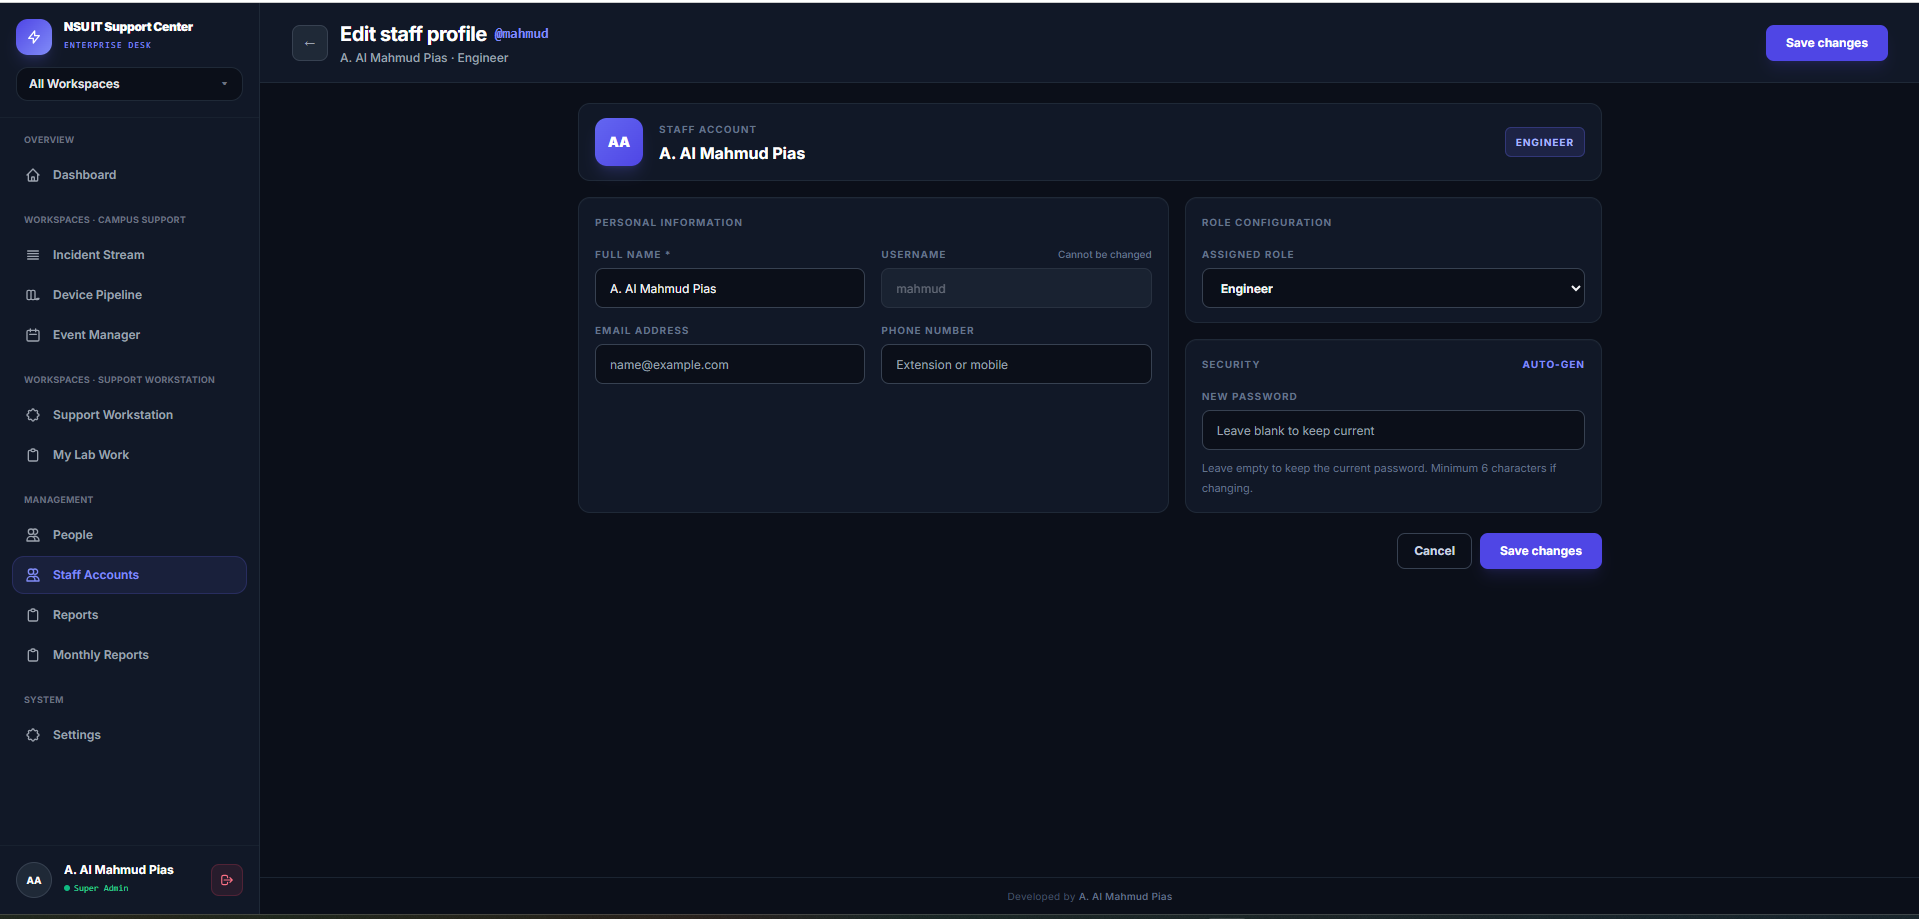 NSU IT Support Center
ENTERPRISE DESK
All Workspaces
OVERVIEW
Dashboard
WORKSPACES · CAMPUS SUPPORT
Incident Stream
Device Pipeline
Event Manager
WORKSPACES · SUPPORT WORKSTATION
Support Workstation
My Lab Work
MANAGEMENT
People
Staff Accounts
Reports
Monthly Reports
SYSTEM
Settings
AA
A. Al Mahmud Pias
Super Admin
←
Edit staff profile @mahmud
A. Al Mahmud Pias · Engineer
Save changes
AA
STAFF ACCOUNT
A. Al Mahmud Pias
ENGINEER
PERSONAL INFORMATION
FULL NAME *
A. Al Mahmud Pias
USERNAME
Cannot be changed
mahmud
EMAIL ADDRESS
name@example.com
PHONE NUMBER
Extension or mobile
ROLE CONFIGURATION
ASSIGNED ROLE
Engineer
SECURITY
AUTO-GEN
NEW PASSWORD
Leave blank to keep current
Leave empty to keep the current password. Minimum 6 characters if
changing.
Cancel
Save changes
Developed by A. Al Mahmud Pias